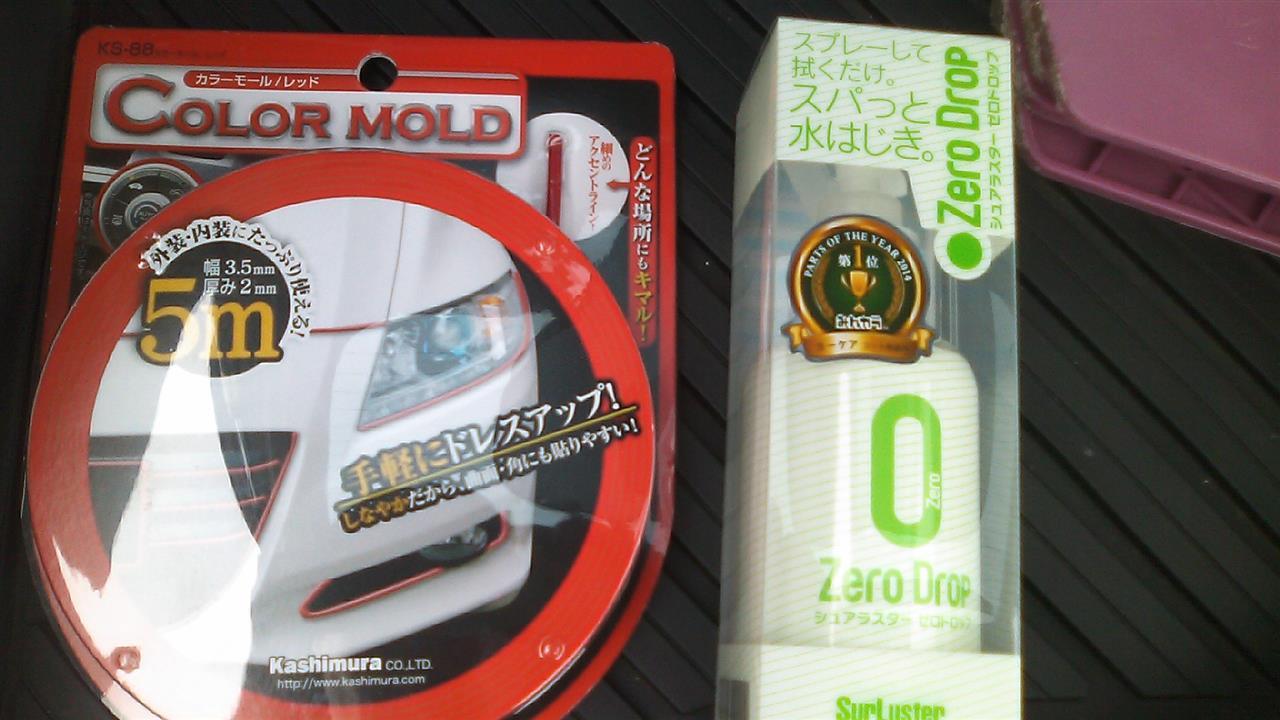 KS-88
カラーモール/レッド
COLOR MOLD
細めの
アクセントライン!
どんな場所にもキマル!
外装・内装にたっぷり使える!
幅 3.5mm
厚み 2mm
5m
手軽にドレスアップ!
しなやかだから、曲面・角にも貼りやすい!
Kashimura CO.,LTD.
http://www.kashimura.com
スプレーして
拭くだけ。
スパっと
水はじき。
Zero Drop
シュアラスター ゼロドロップ
PARTS OF THE YEAR 2014
第1位
みんカラ
0
Zero
Zero Drop
シュアラスター ゼロドロップ
SurLuster